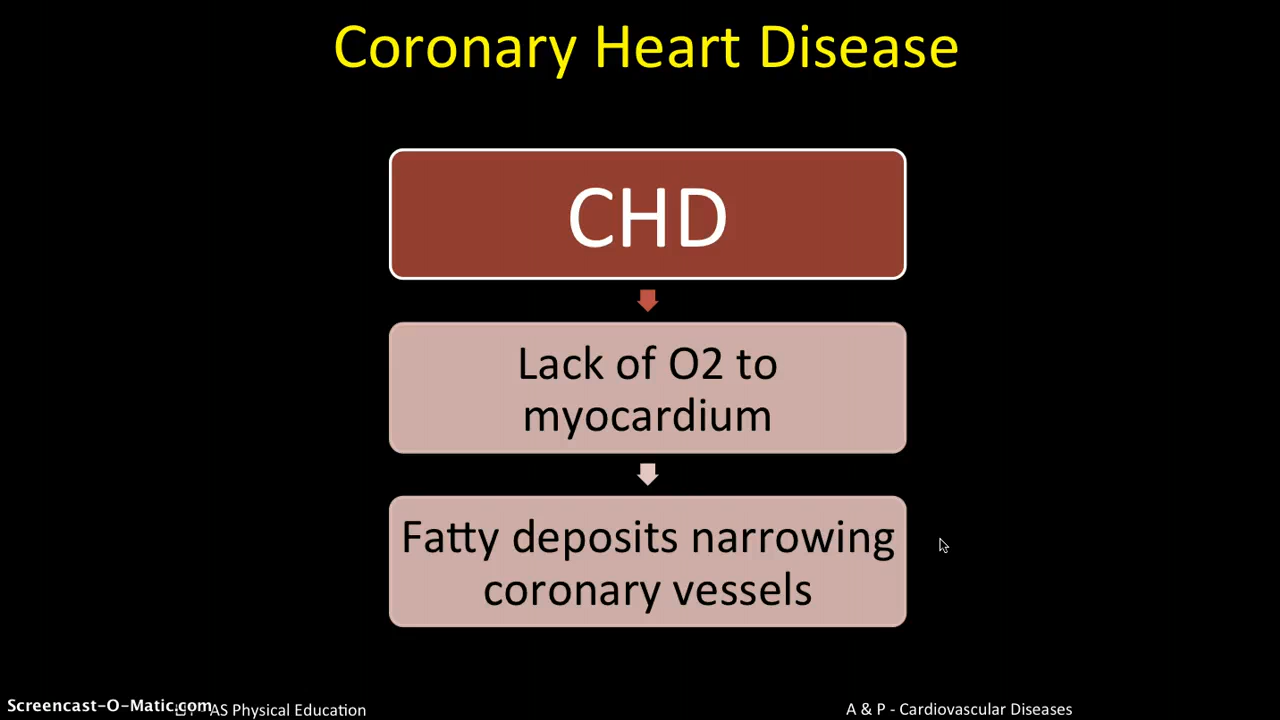 Coronary Heart Disease
CHD
Lack of O2 to
myocardium
Fatty deposits narrowing
coronary vessels
Screencast-O-Matic.com
AS Physical Education
A & P - Cardiovascular Diseases